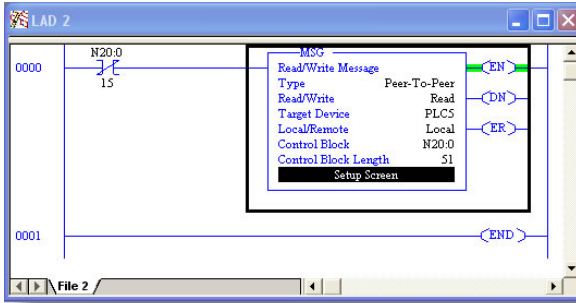 LAD 2
N20:0
0000
15
MSG
Read/Write Message
Type Peer-To-Peer
Read/Write Read
Target Device PLC5
Local/Remote Local
Control Block N20:0
Control Block Length 51
Setup Screen
EN
DN
ER
0001
END
File 2